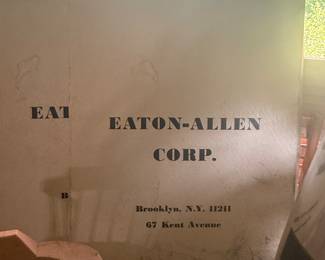 EAT
EATON-ALLEN
CORP.
B
Brooklyn, N.Y. 11211
67 Kent Avenue